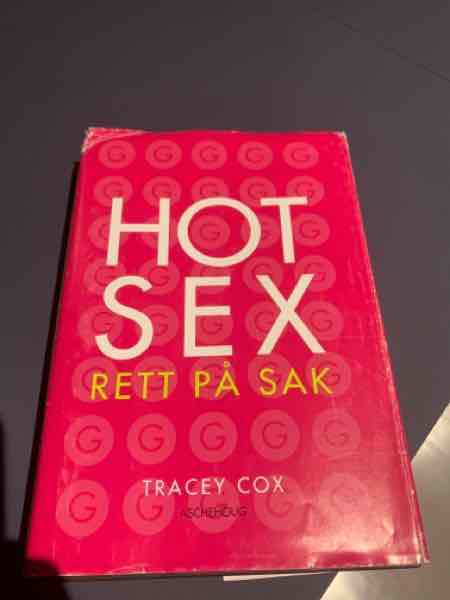 G G G G G
G G G G G
HOT
SEX
RETT PÅ SAK
G G G G G
TRACEY COX
ASCHEHOUG
G G G G G